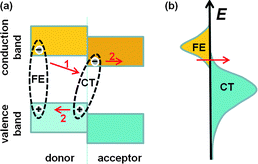 (a)
conduction
band
valence
band
FE
1
CT
2
2
−
−
+
+
donor
acceptor
(b)
E
FE
CT